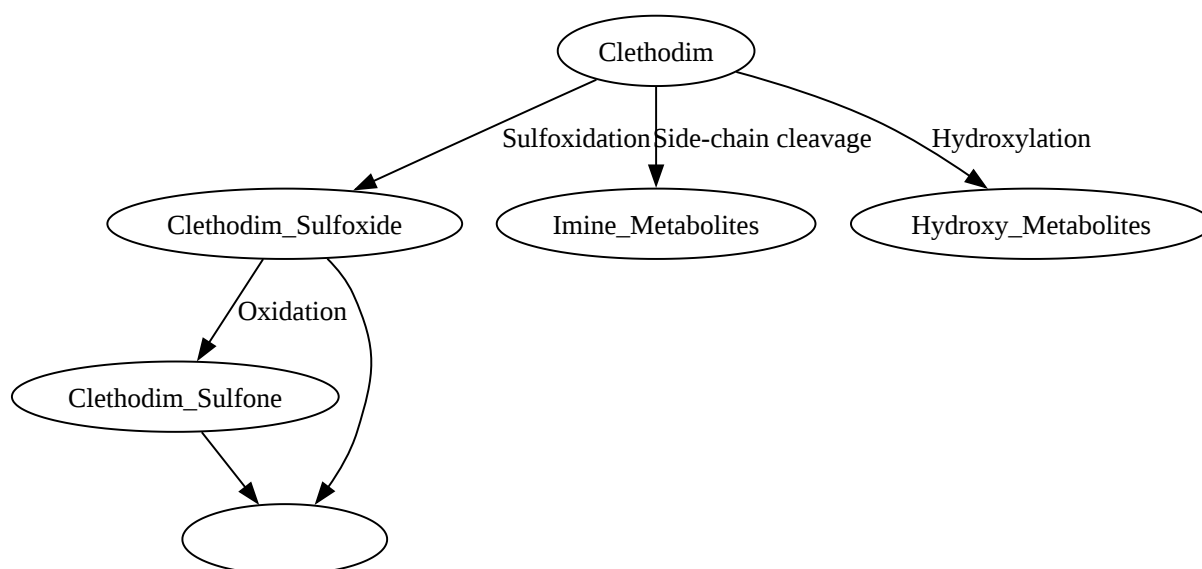 Clethodim
Sulfoxidation
Side-chain cleavage
Hydroxylation
Clethodim_Sulfoxide
Imine_Metabolites
Hydroxy_Metabolites
Oxidation
Clethodim_Sulfone